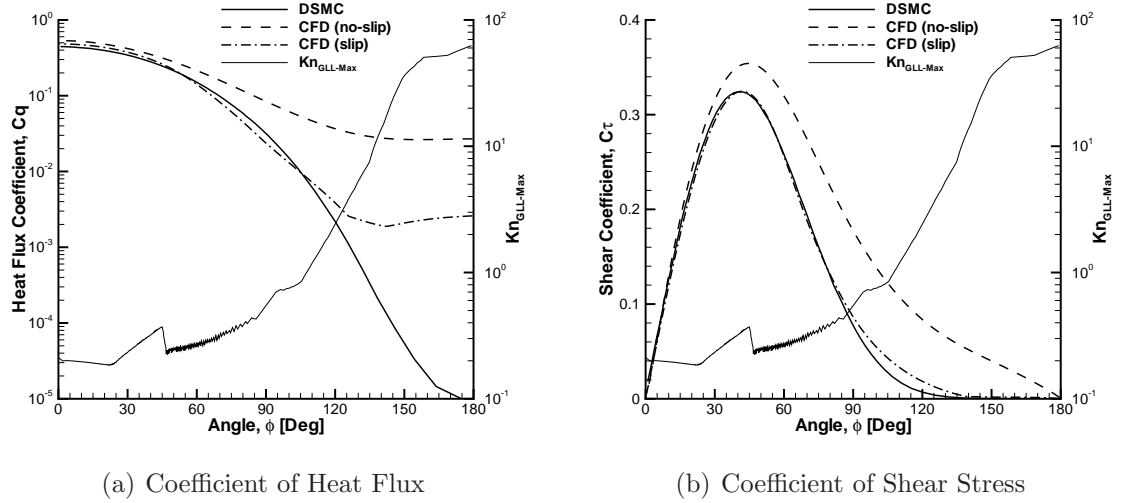 DSMC
CFD (no-slip)
CFD (slip)
Kn_GLL-Max
10^0
10^-1
10^-2
10^-3
10^-4
10^-5
Heat Flux Coefficient, Cq
0 30 60 90 120 150 180
Angle, ϕ [Deg]
10^2
10^1
10^0
10^-1
Kn_GLL-Max
(a) Coefficient of Heat Flux
DSMC
CFD (no-slip)
CFD (slip)
Kn_GLL-Max
0.4
0.3
0.2
0.1
0
Shear Coefficient, Cτ
0 30 60 90 120 150 180
Angle, ϕ [Deg]
10^2
10^1
10^0
10^-1
Kn_GLL-Max
(b) Coefficient of Shear Stress